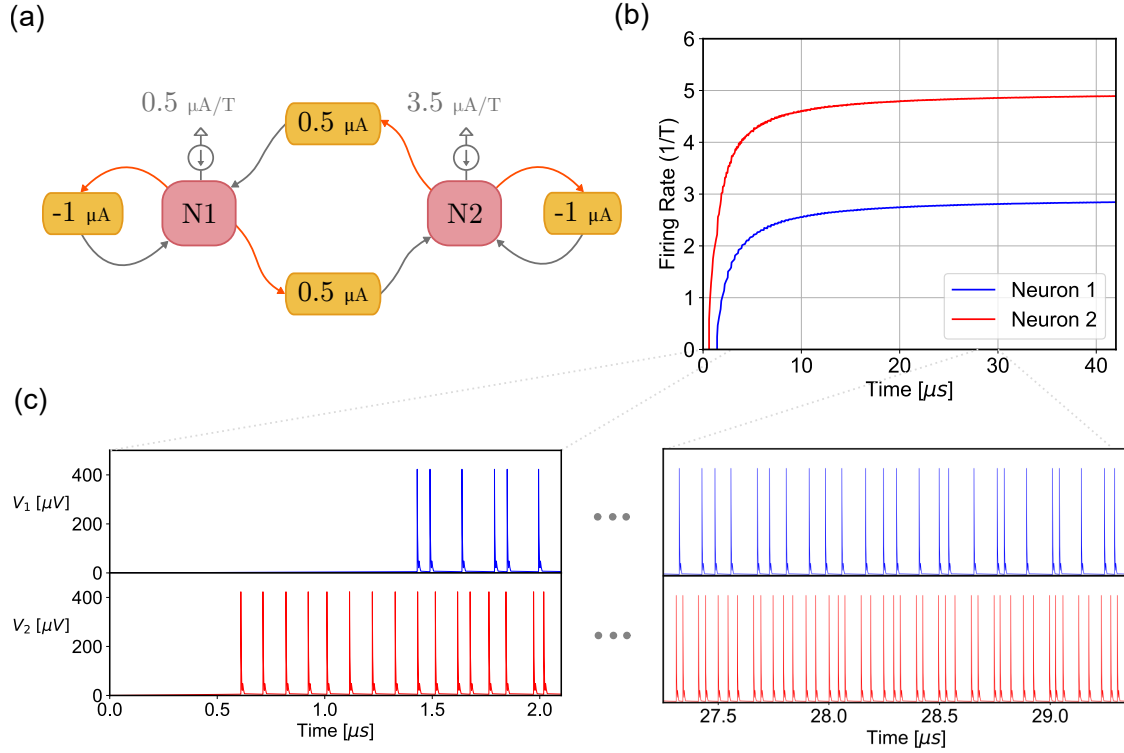 (a)
0.5 μA/T
3.5 μA/T
0.5 μA
-1 μA
N1
N2
-1 μA
0.5 μA
(b)
6
5
4
3
2
1
0
Firing Rate (1/T)
Neuron 1
Neuron 2
0 10 20 30 40
Time [μs]
(c)
400
200
0
V1 [μV]
400
200
0
V2 [μV]
0.0 0.5 1.0 1.5 2.0
Time [μs]
27.5 28.0 28.5 29.0
Time [μs]